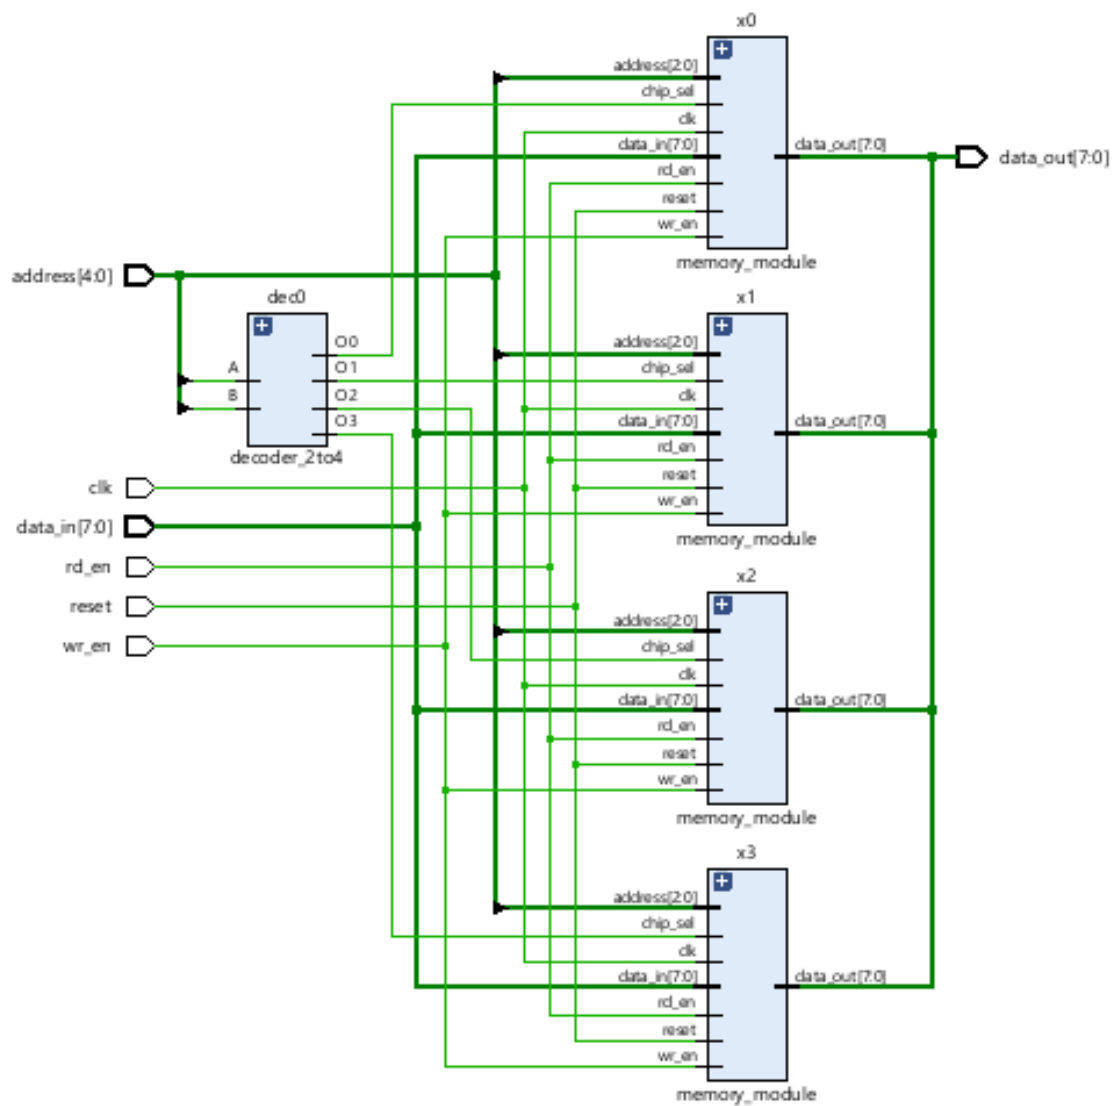 x0
address[2:0]
chip_sel
clk
data_in[7:0]
rd_en
reset
wr_en
data_out[7:0]
memory_module
data_out[7:0]
address[4:0]
dec0
A
B
O0
O1
O2
O3
decoder_2to4
clk
data_in[7:0]
rd_en
reset
wr_en
x1
address[2:0]
chip_sel
clk
data_in[7:0]
rd_en
reset
wr_en
data_out[7:0]
memory_module
x2
address[2:0]
chip_sel
clk
data_in[7:0]
rd_en
reset
wr_en
data_out[7:0]
memory_module
x3
address[2:0]
chip_sel
clk
data_in[7:0]
rd_en
reset
wr_en
data_out[7:0]
memory_module